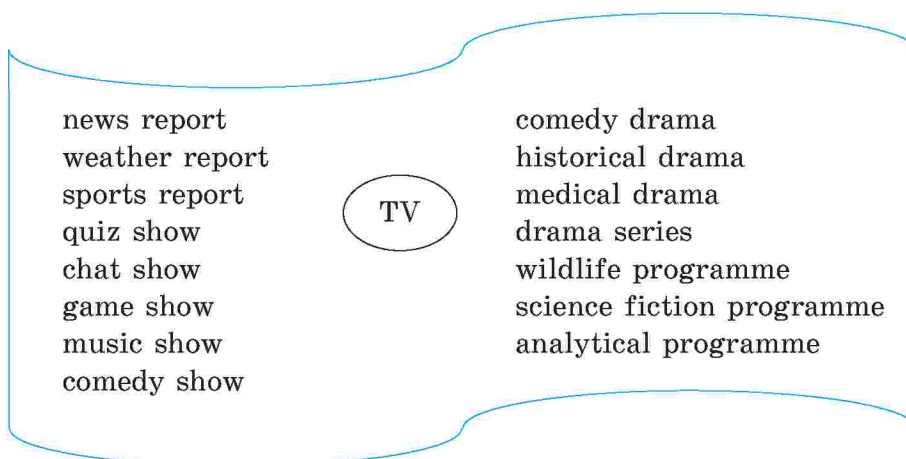 news report
weather report
sports report
quiz show
chat show
game show
music show
comedy show
TV
comedy drama
historical drama
medical drama
drama series
wildlife programme
science fiction programme
analytical programme